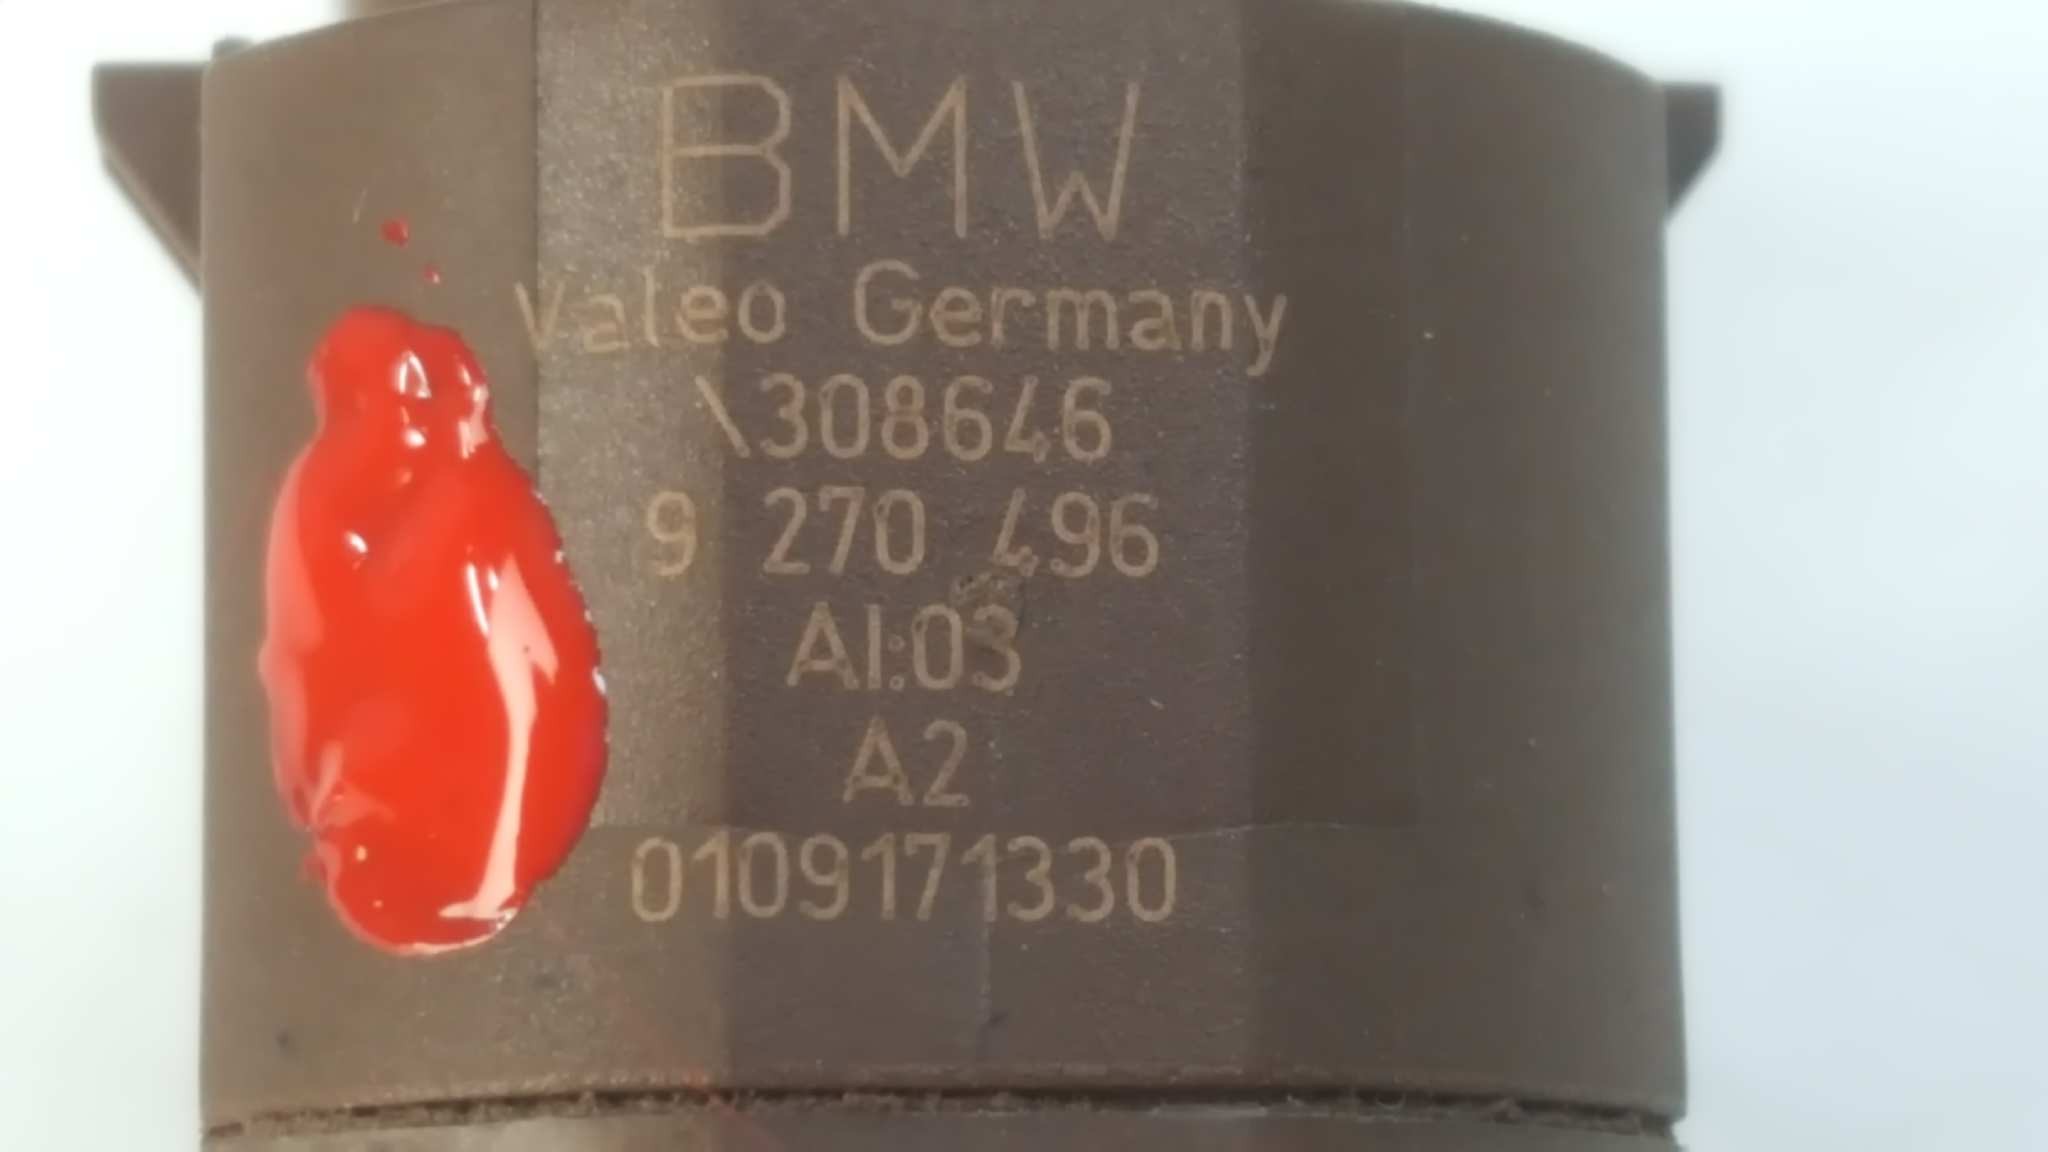 BMW
Valeo Germany
\308646
9 270 496
AI:03
A2
0109171330